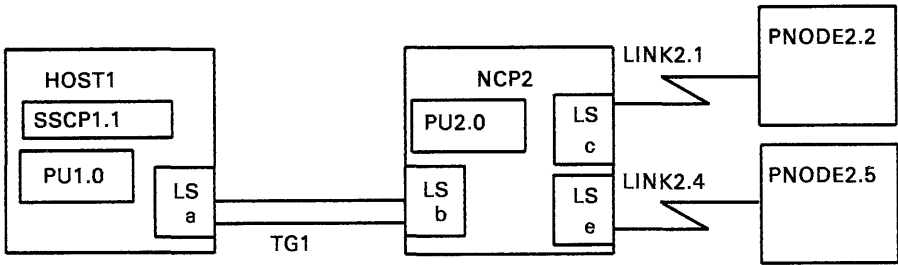 HOST1
SSCP1.1
PU1.0
LS
a
TG1
NCP2
PU2.0
LS
b
LS
c
LS
e
LINK2.1
PNODE2.2
LINK2.4
PNODE2.5